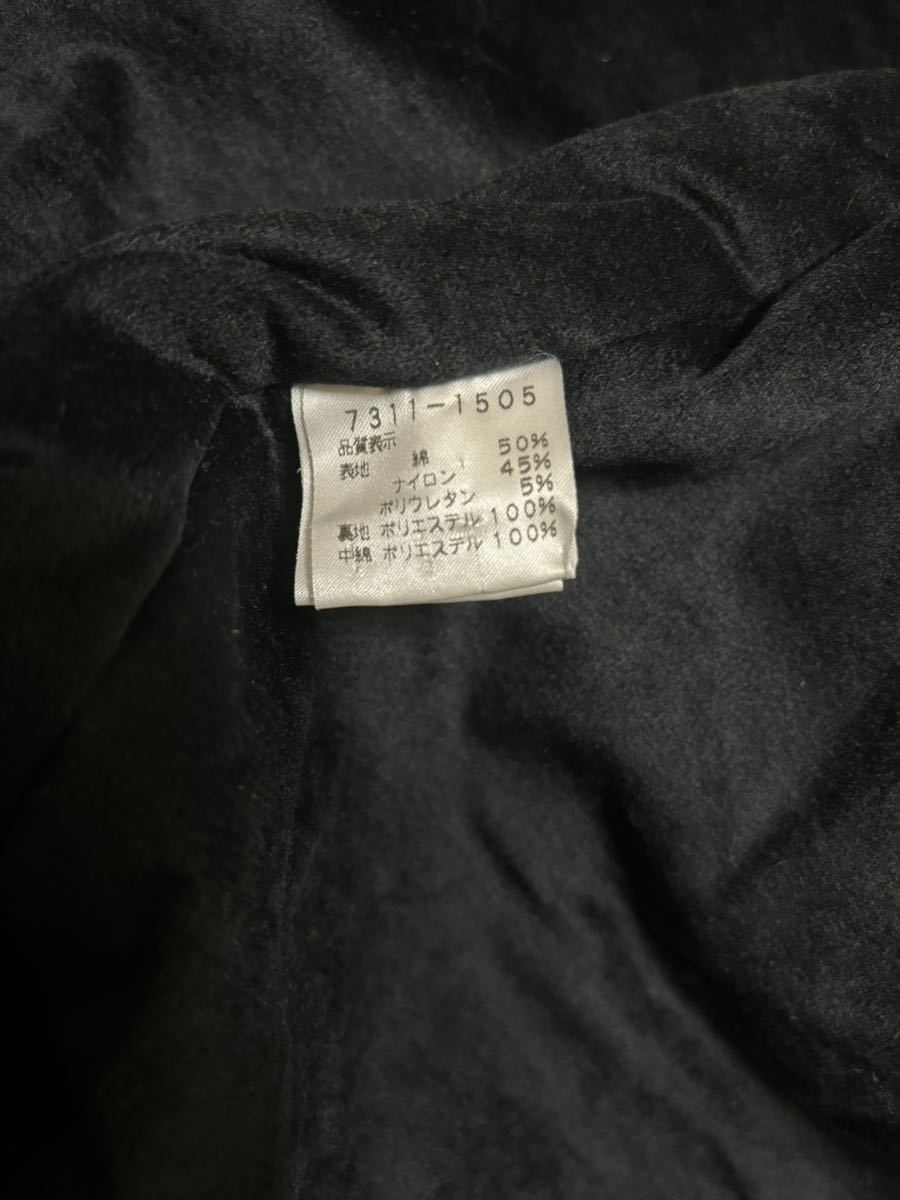 7311-1505
品質表示
表地 綿 50%
ナイロン 45%
ポリウレタン 5%
裏地 ポリエステル 100%
中綿 ポリエステル 100%